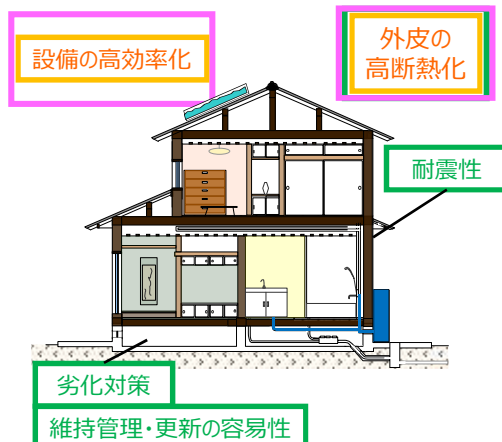 設備の高効率化
外皮の
高断熱化
耐震性
劣化対策
維持管理・更新の容易性